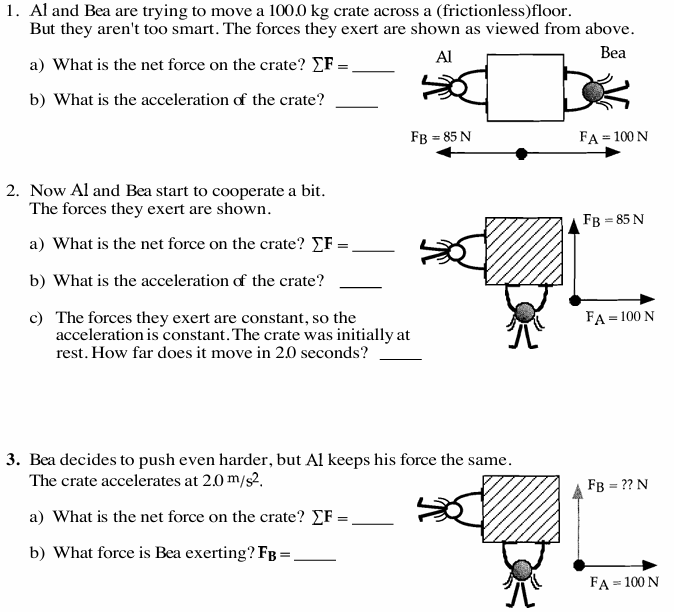 1. Al and Bea are trying to move a 100.0 kg crate across a (frictionless)floor.
But they aren't too smart. The forces they exert are shown as viewed from above.
a) What is the net force on the crate? ΣF = _____
b) What is the acceleration of the crate? _____
Al
Bea
FB = 85 N
FA = 100 N
2. Now Al and Bea start to cooperate a bit.
The forces they exert are shown.
a) What is the net force on the crate? ΣF = _____
b) What is the acceleration of the crate? _____
c) The forces they exert are constant, so the
acceleration is constant. The crate was initially at
rest. How far does it move in 2.0 seconds? _____
FB = 85 N
FA = 100 N
3. Bea decides to push even harder, but Al keeps his force the same.
The crate accelerates at 2.0 m/s².
a) What is the net force on the crate? ΣF = _____
b) What force is Bea exerting? FB = _____
FB = ?? N
FA = 100 N